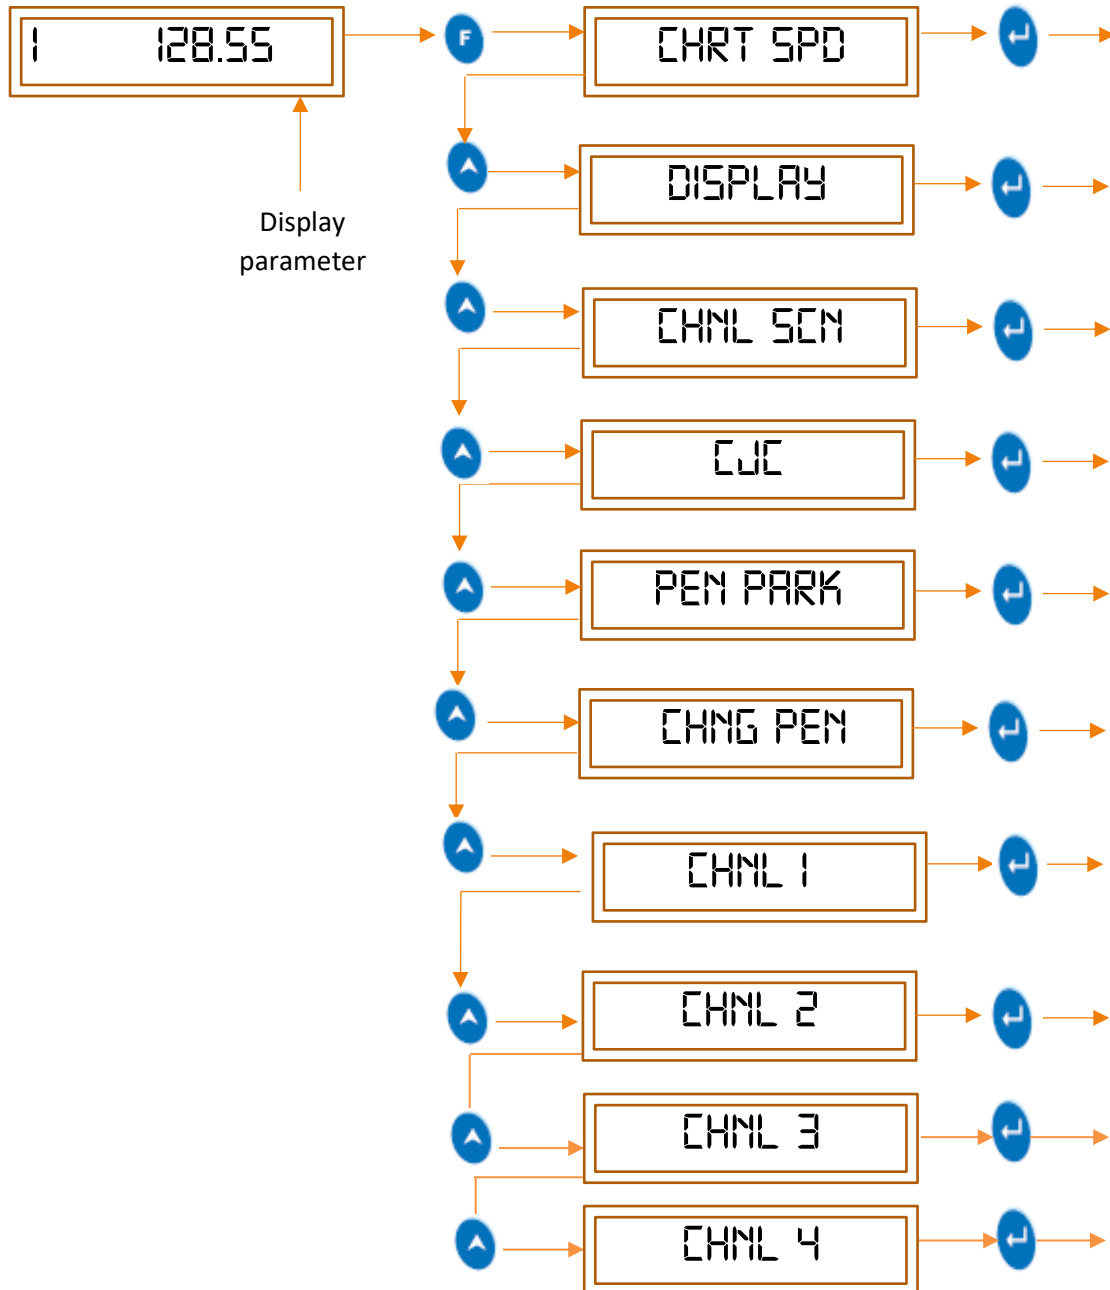 1 128.55
F
CHRT SPD
Display
parameter
DISPLAY
CHNL SCN
CJC
PEN PARK
CHNG PEN
CHNL 1
CHNL 2
CHNL 3
CHNL 4